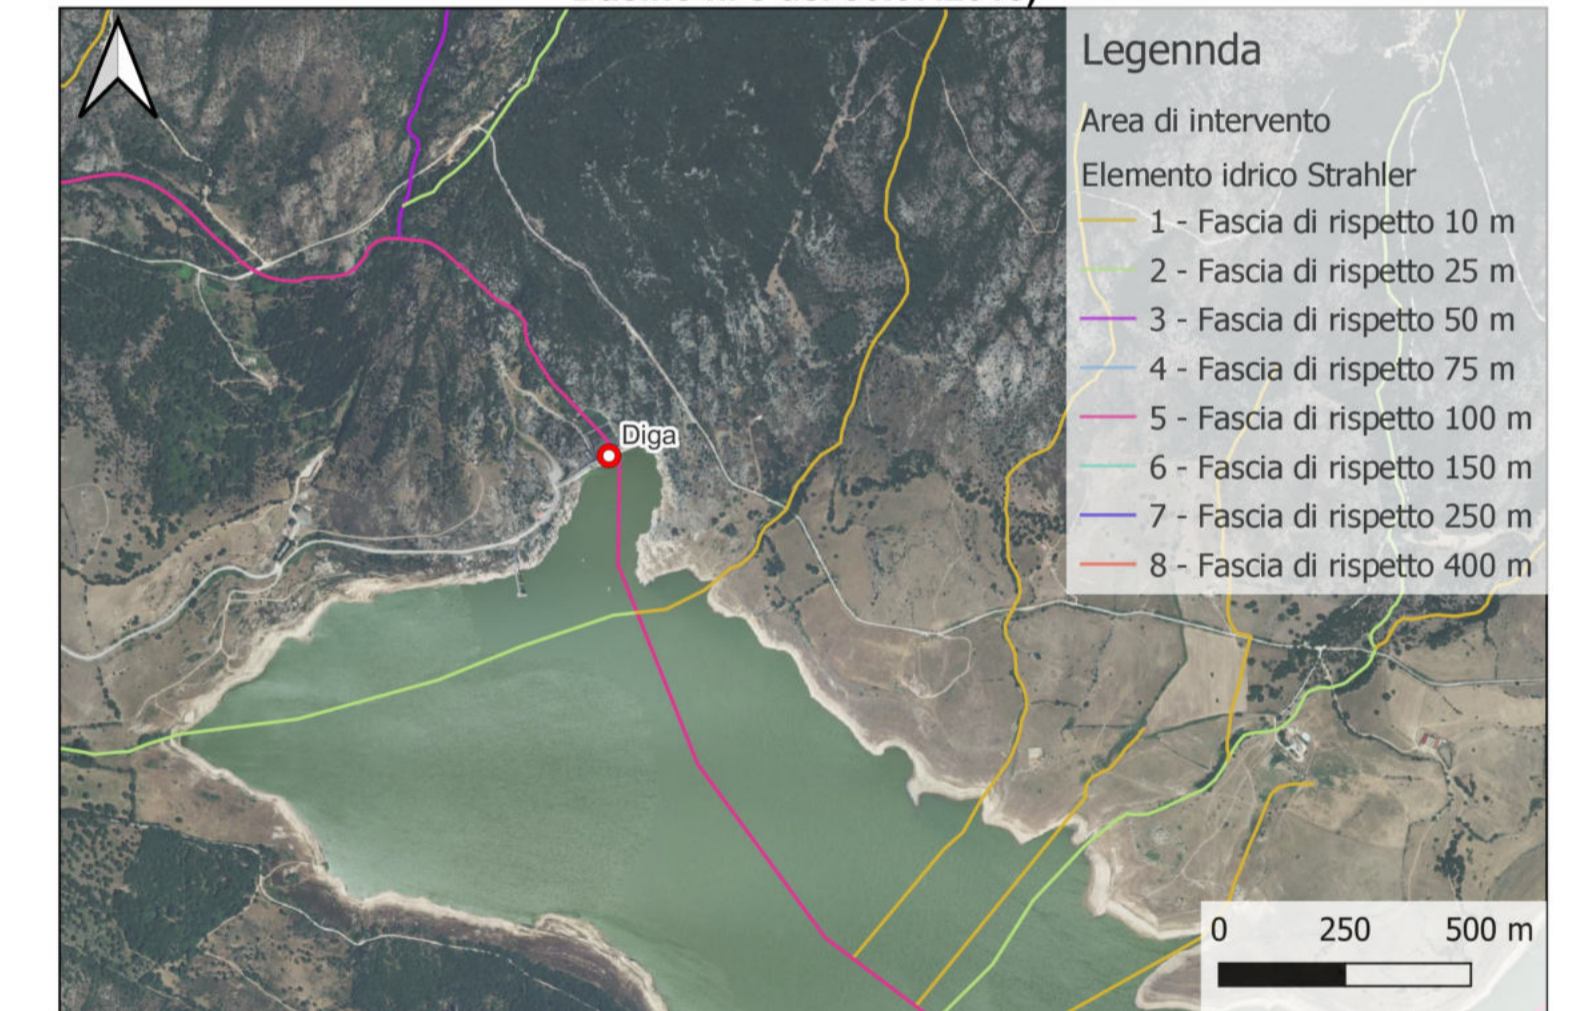 Legennda
Area di intervento
Elemento idrico Strahler
1 - Fascia di rispetto 10 m
2 - Fascia di rispetto 25 m
3 - Fascia di rispetto 50 m
4 - Fascia di rispetto 75 m
5 - Fascia di rispetto 100 m
6 - Fascia di rispetto 150 m
7 - Fascia di rispetto 250 m
8 - Fascia di rispetto 400 m
Diga
0 250 500 m